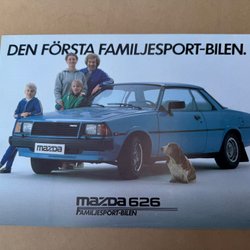 DEN FÖRSTA FAMILJESPORT-BILEN.
mazda
mazda 626
FAMILJESPORT-BILEN